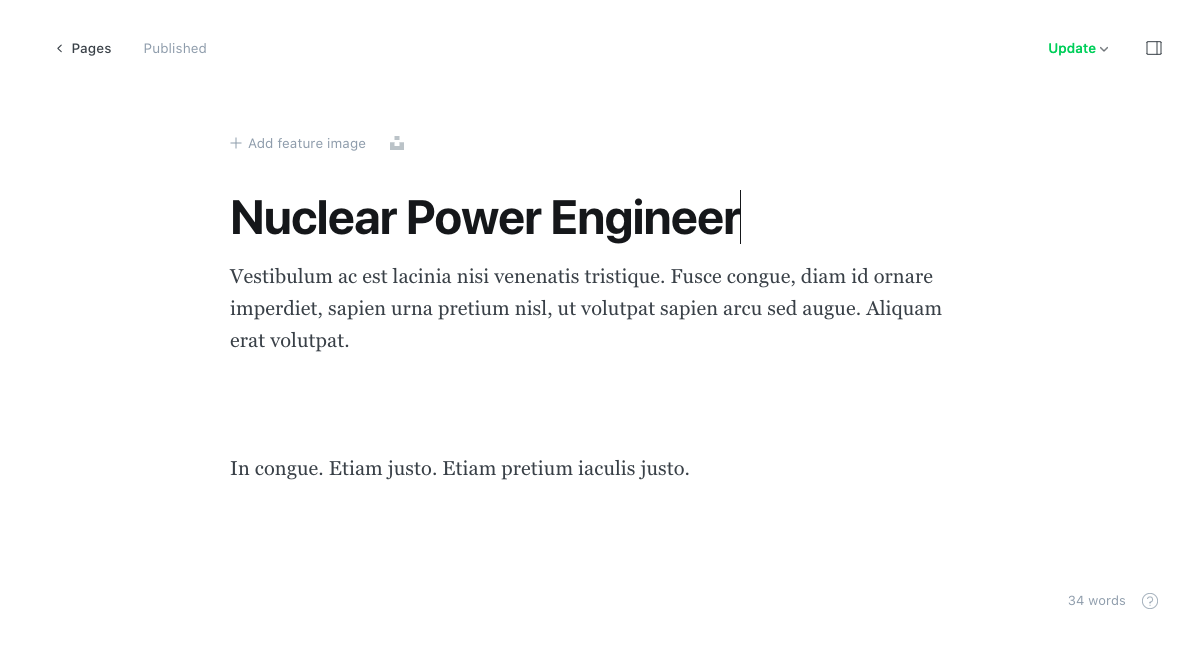 Pages
Published
Update
Add feature image
Nuclear Power Engineer
Vestibulum ac est lacinia nisi venenatis tristique. Fusce congue, diam id ornare
imperdiet, sapien urna pretium nisl, ut volutpat sapien arcu sed augue. Aliquam
erat volutpat.
In congue. Etiam justo. Etiam pretium iaculis justo.
34 words
?